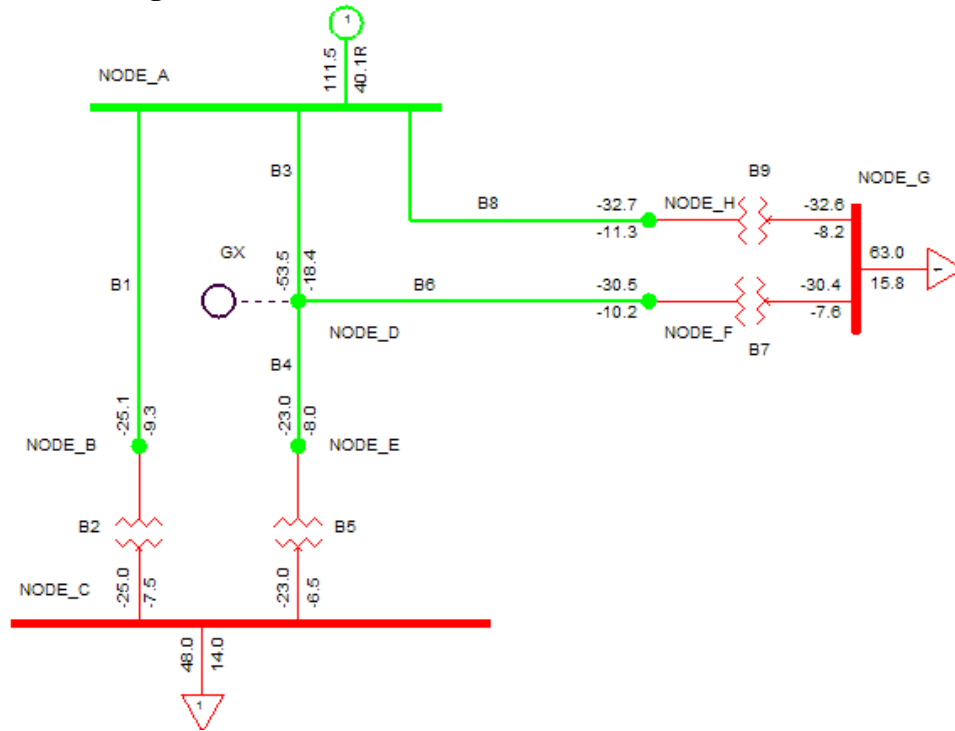 1
111.5
40.1R
NODE_A
B3
B9
NODE_G
B8
-32.7
NODE_H
-32.6
-11.3
-8.2
GX
-53.5
-18.4
63.0
1
B1
B6
-30.5
-30.4
15.8
-10.2
-7.6
NODE_D
NODE_F
B7
B4
-25.1
-9.3
-23.0
-8.0
NODE_B
NODE_E
B2
B5
NODE_C
-25.0
-7.5
-23.0
-6.5
48.0
14.0
1